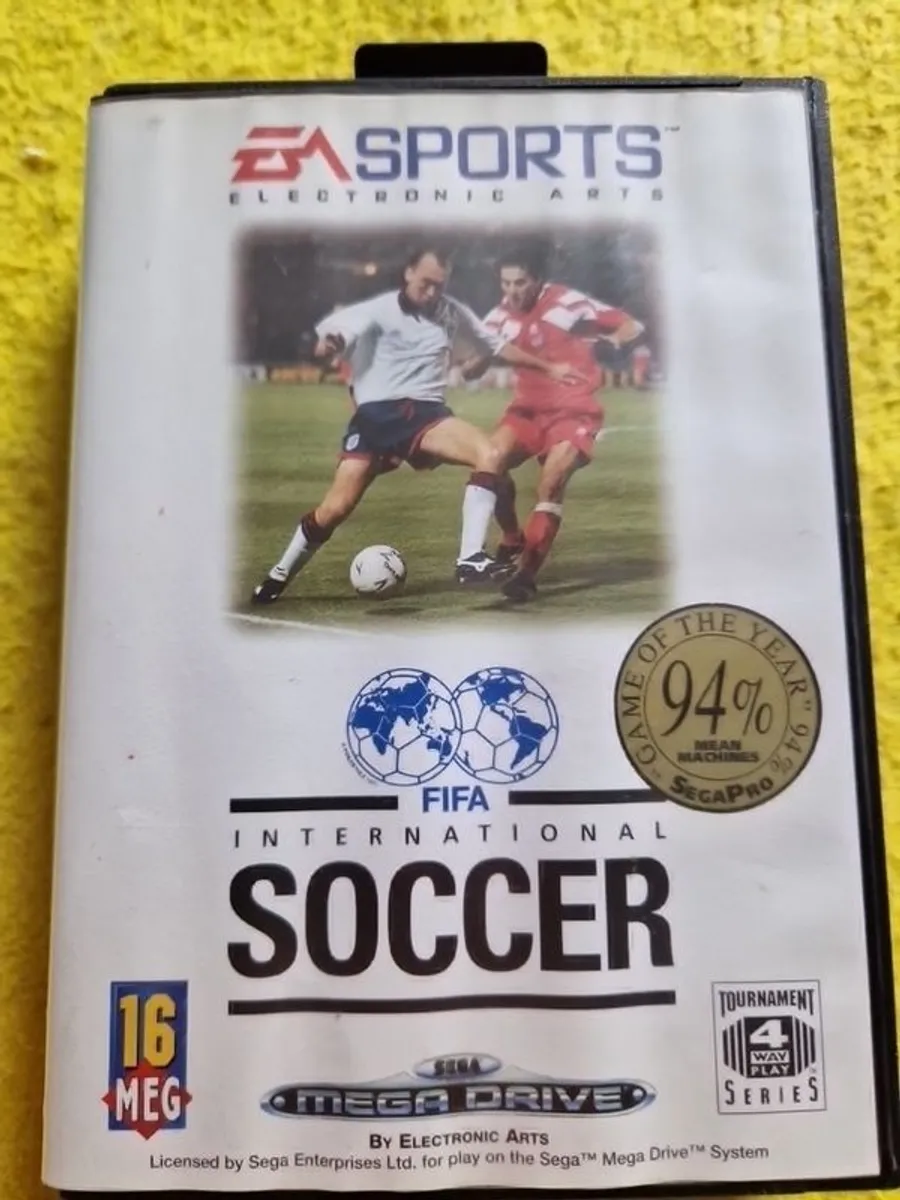 EA SPORTS™
ELECTRONIC ARTS
"GAME OF THE YEAR" 94%
94%
MEAN
MACHINES
SEGAPRO
FIFA
INTERNATIONAL
SOCCER
16
MEG
TOURNAMENT
4
WAY
PLAY
SERIES
SEGA
MEGA DRIVE
BY ELECTRONIC ARTS
Licensed by Sega Enterprises Ltd. for play on the Sega™ Mega Drive™ System